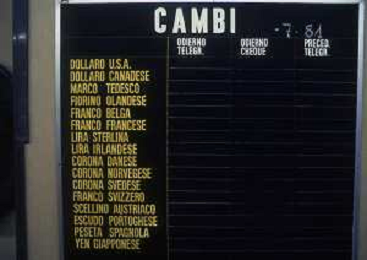 CAMBI
-7.81
ODIERNO TELEGR.
ODIERNO CHEQUE
PRECED. TELEGR.
DOLLARO U.S.A.
DOLLARO CANADESE
MARCO TEDESCO
FIORINO OLANDESE
FRANCO BELGA
FRANCO FRANCESE
LIRA STERLINA
LIRA IRLANDESE
CORONA DANESE
CORONA NORVEGESE
CORONA SVEDESE
FRANCO SVIZZERO
SCELLINO AUSTRIACO
ESCUDO PORTOGHESE
PESETA SPAGNOLA
YEN GIAPPONESE